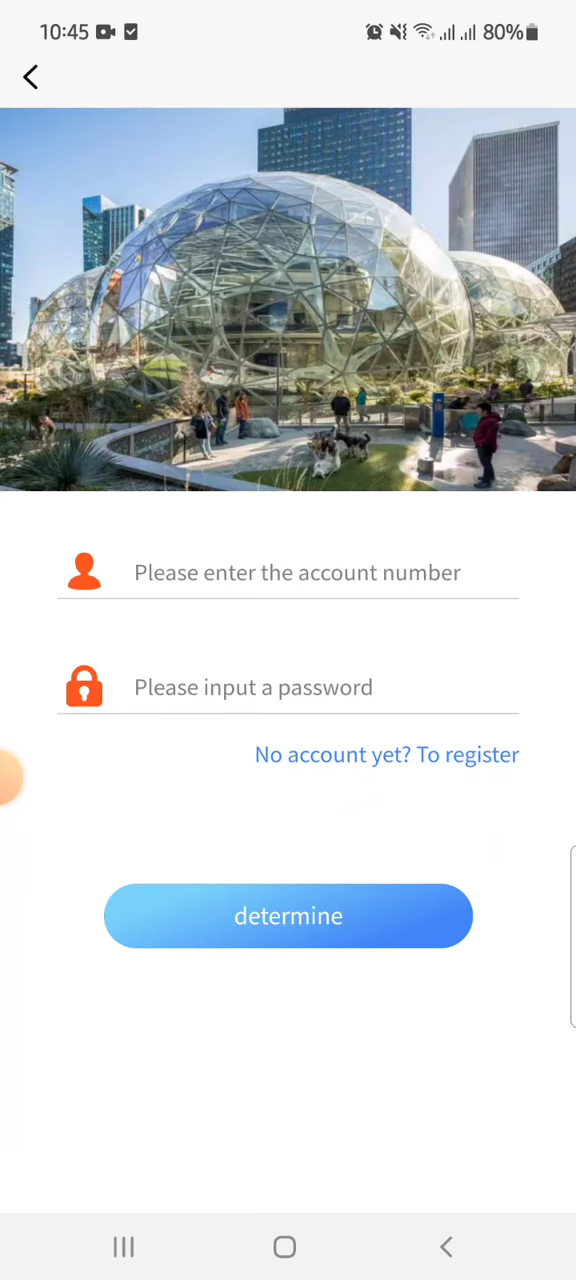 10:45
80%
Please enter the account number
Please input a password
No account yet? To register
determine